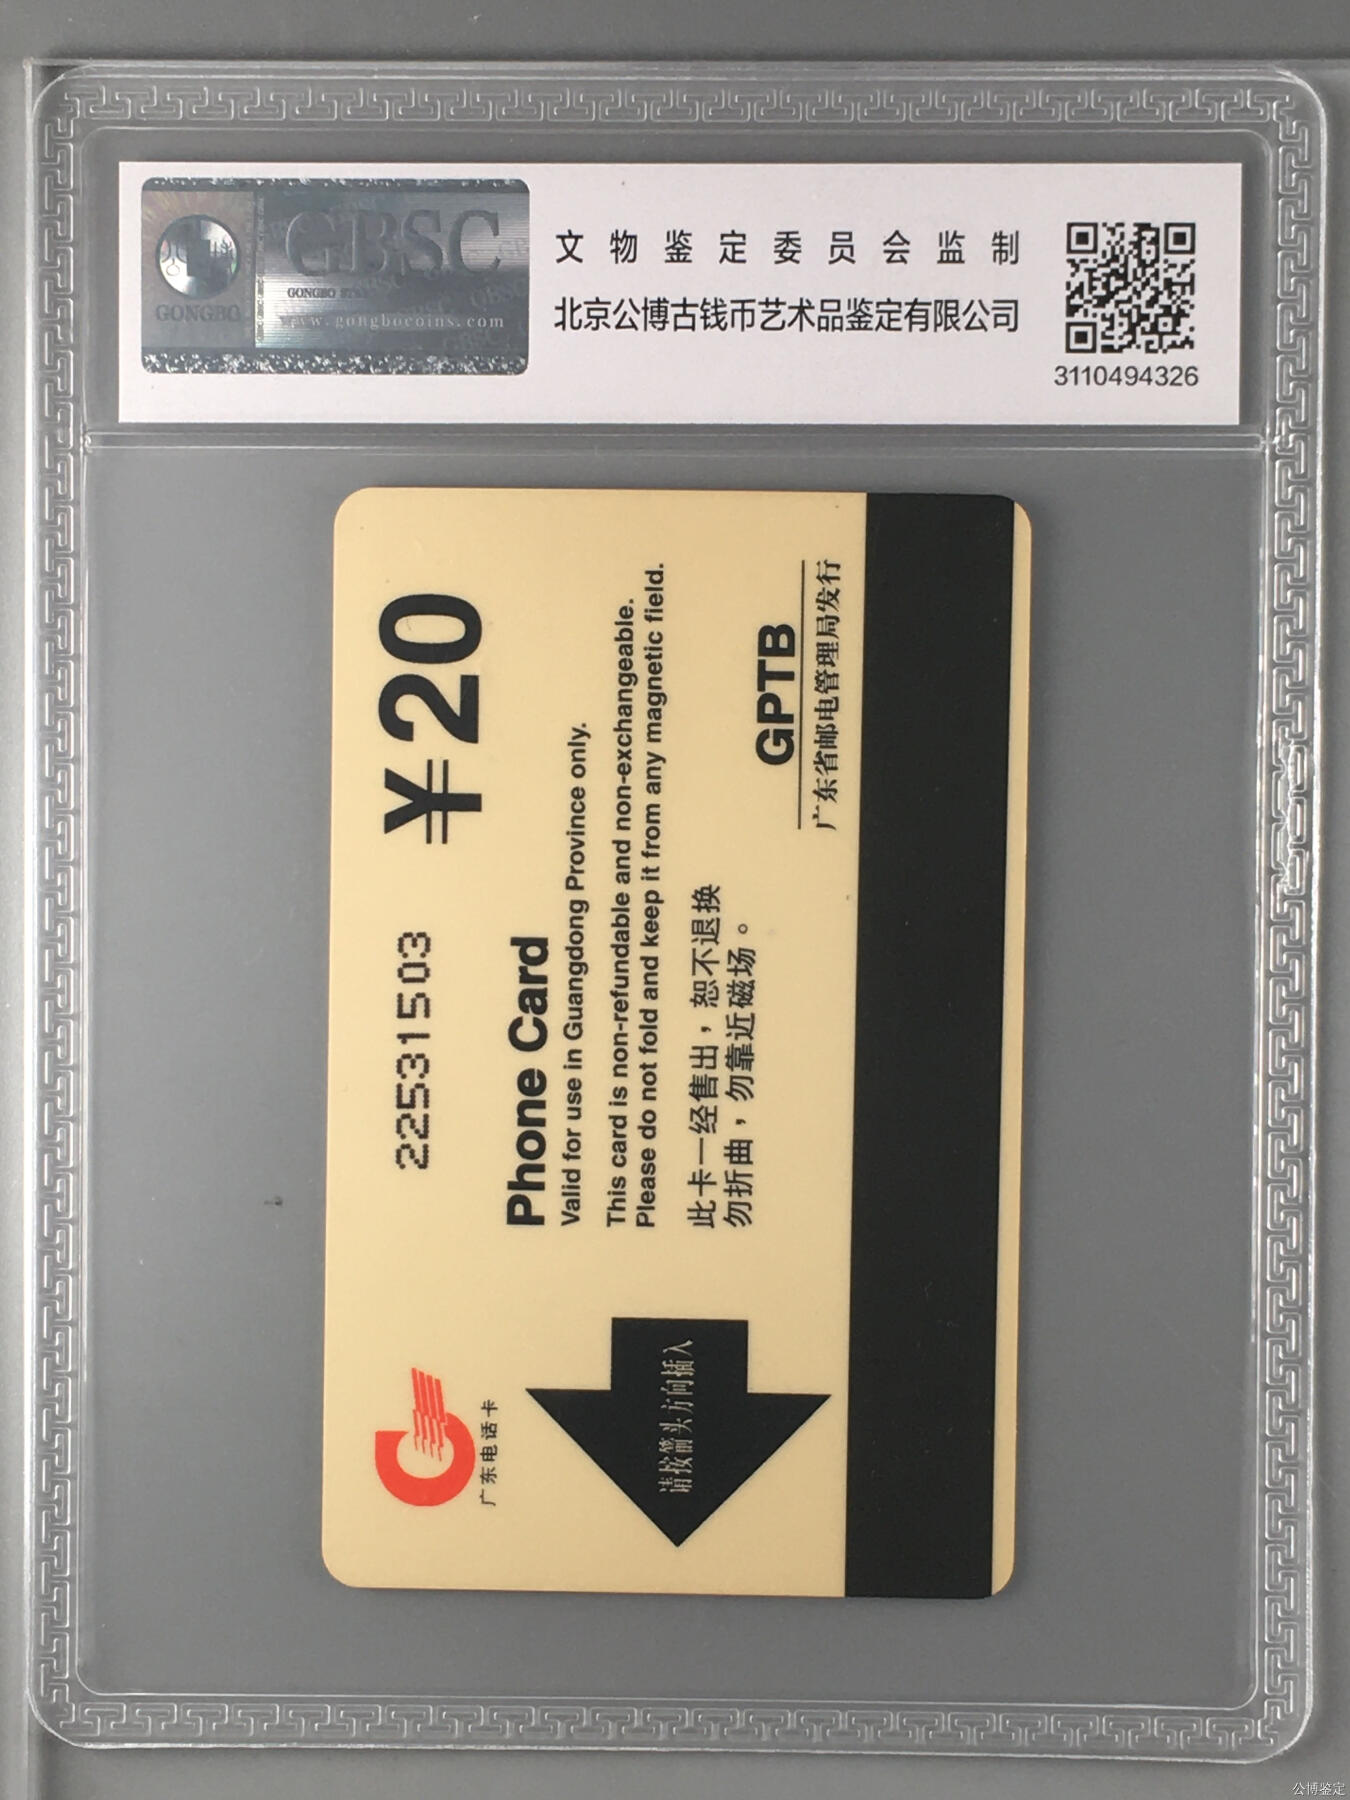 GBSC
GONGBO
www.gongbocoins.com
文物鉴定委员会监制
北京公博古钱币艺术品鉴定有限公司
3110494326
22531503
¥20
Phone Card
Valid for use in Guangdong Province only.
This card is non-refundable and non-exchangeable.
Please do not fold and keep it from any magnetic field.
此卡一经售出，恕不退换
勿折曲，勿靠近磁场。
GPTB
广东省邮电管理局发行
广东电话卡
请按箭头方向插入
公博鉴定